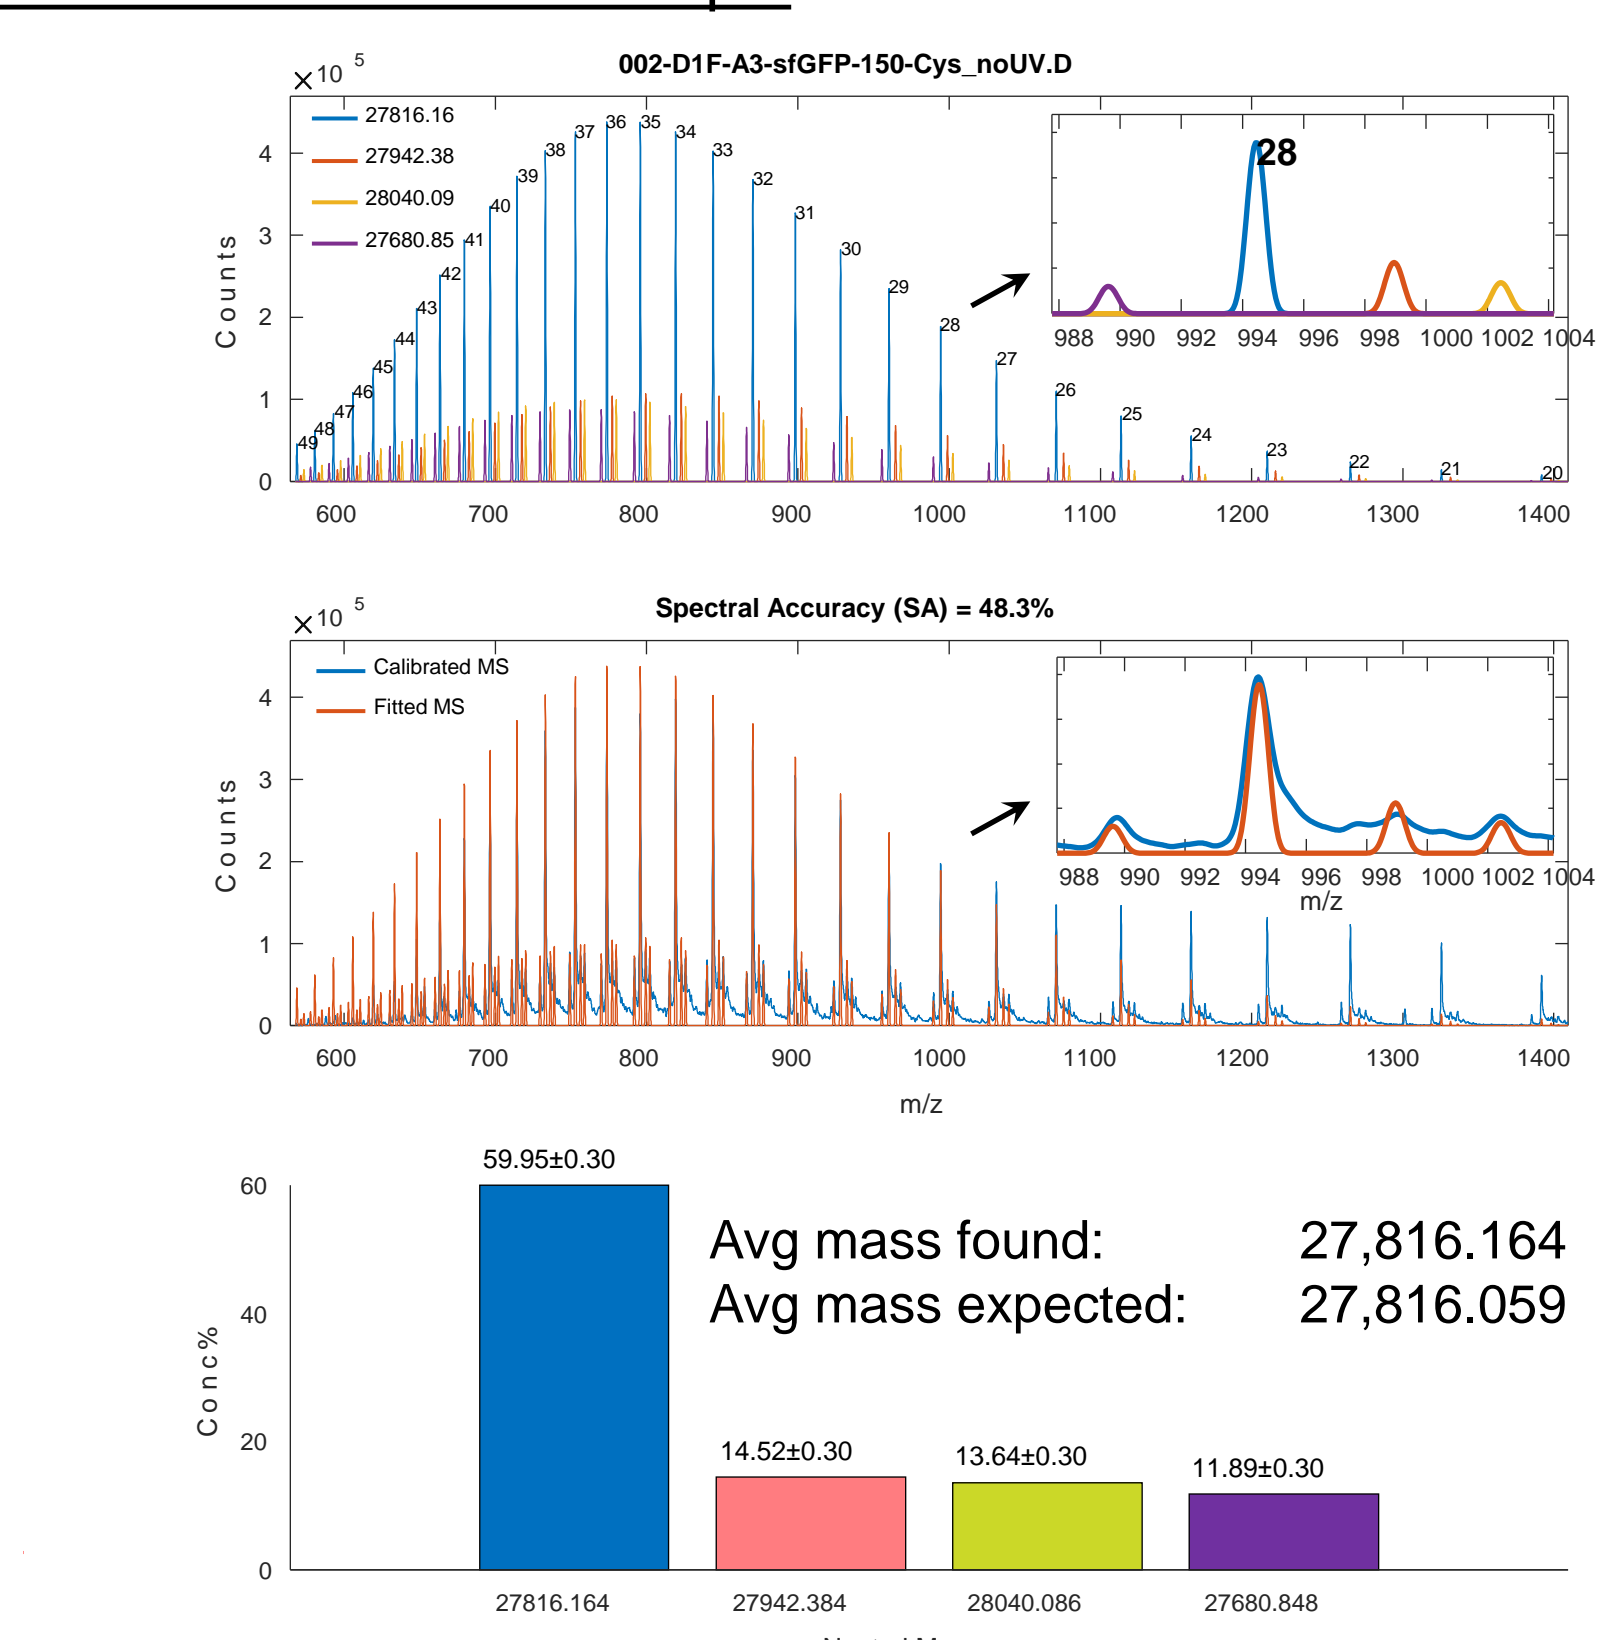 002-D1F-A3-sfGFP-150-Cys_noUV.D
×10 5
27816.16
27942.38
28040.09
27680.85
Counts
4
3
2
1
0
49 48 47 46 45 44 43 42 41 40 39 38 37 36 35 34 33 32 31 30 29 28 27 26 25 24 23 22 21 20
600 700 800 900 1000 1100 1200 1300 1400
28
988 990 992 994 996 998 1000 1002 1004
Spectral Accuracy (SA) = 48.3%
×10 5
Calibrated MS
Fitted MS
Counts
4
3
2
1
0
988 990 992 994 996 998 1000 1002 1004
m/z
600 700 800 900 1000 1100 1200 1300 1400
m/z
59.95±0.30
Avg mass found: 27,816.164
Avg mass expected: 27,816.059
14.52±0.30
13.64±0.30
11.89±0.30
Conc%
60
40
20
0
27816.164 27942.384 28040.086 27680.848